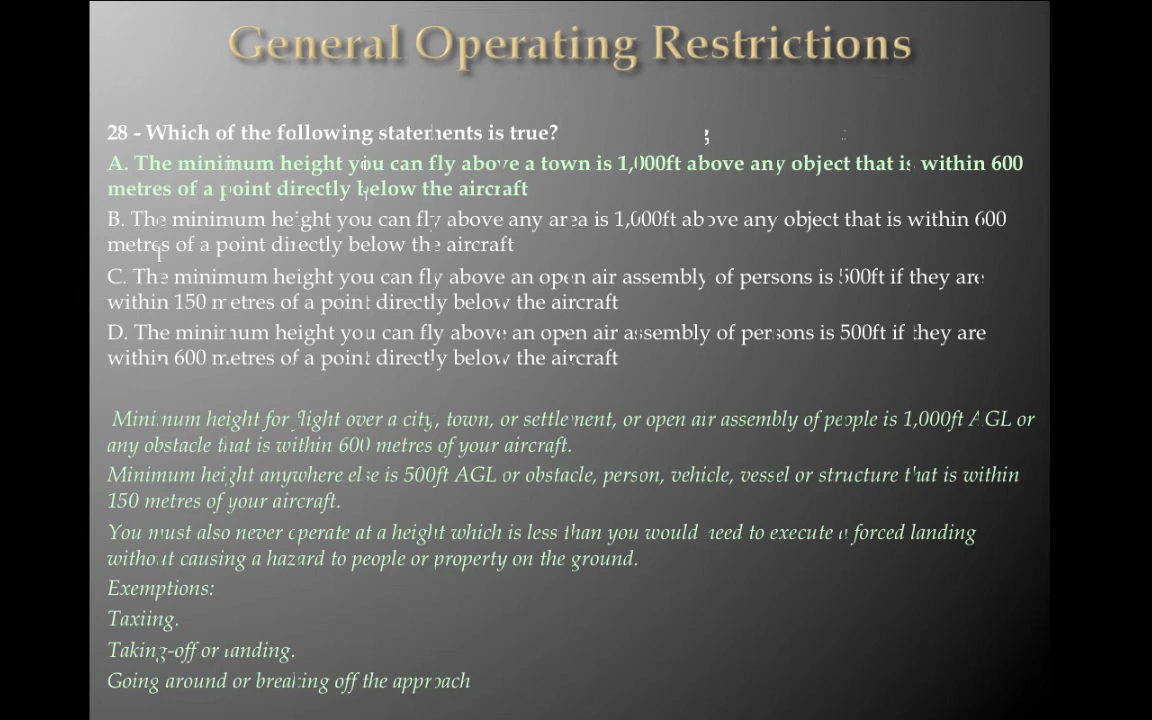 General Operating Restrictions
28 - Which of the following statements is true?
A. The minimum height you can fly above a town is 1,000ft above any object that is within 600
metres of a point directly below the aircraft
B. The minimum height you can fly above any area is 1,000ft above any object that is within 600
metres of a point directly below the aircraft
C. The minimum height you can fly above an open air assembly of persons is 500ft if they are
within 150 metres of a point directly below the aircraft
D. The minimum height you can fly above an open air assembly of persons is 500ft if they are
within 600 metres of a point directly below the aircraft
Minimum height for flight over a city, town, or settlement, or open air assembly of people is 1,000ft AGL or
any obstacle that is within 600 metres of your aircraft.
Minimum height anywhere else is 500ft AGL or obstacle, person, vehicle, vessel or structure that is within
150 metres of your aircraft.
You must also never operate at a height which is less than you would need to execute a forced landing
without causing a hazard to people or property on the ground.
Exemptions:
Taxiing.
Taking-off or landing.
Going around or breaking off the approach